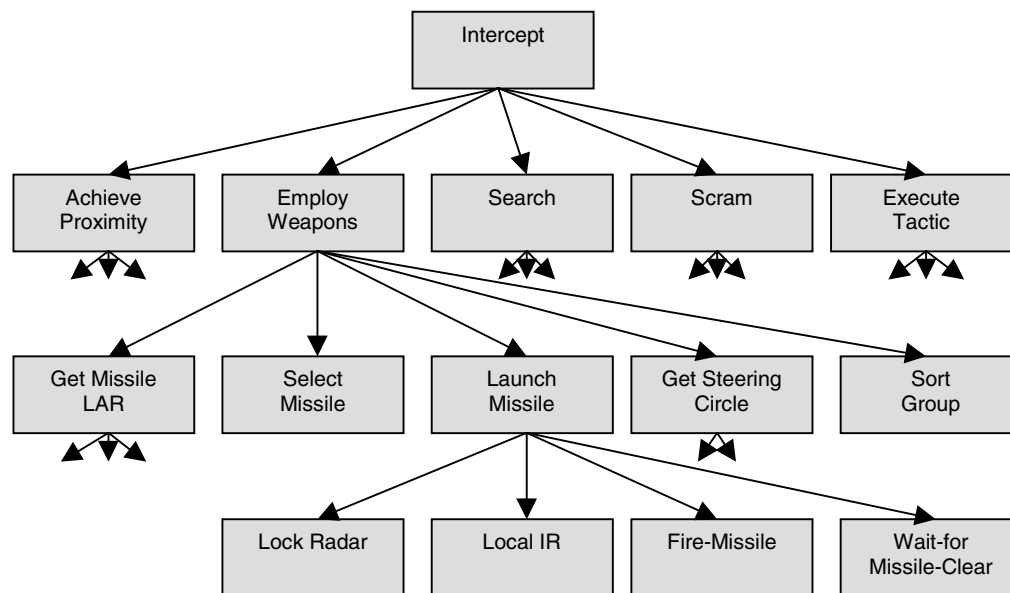 Intercept
Achieve
Proximity
Employ
Weapons
Search
Scram
Execute
Tactic
Get Missile
LAR
Select
Missile
Launch
Missile
Get Steering
Circle
Sort
Group
Lock Radar
Local IR
Fire-Missile
Wait-for
Missile-Clear